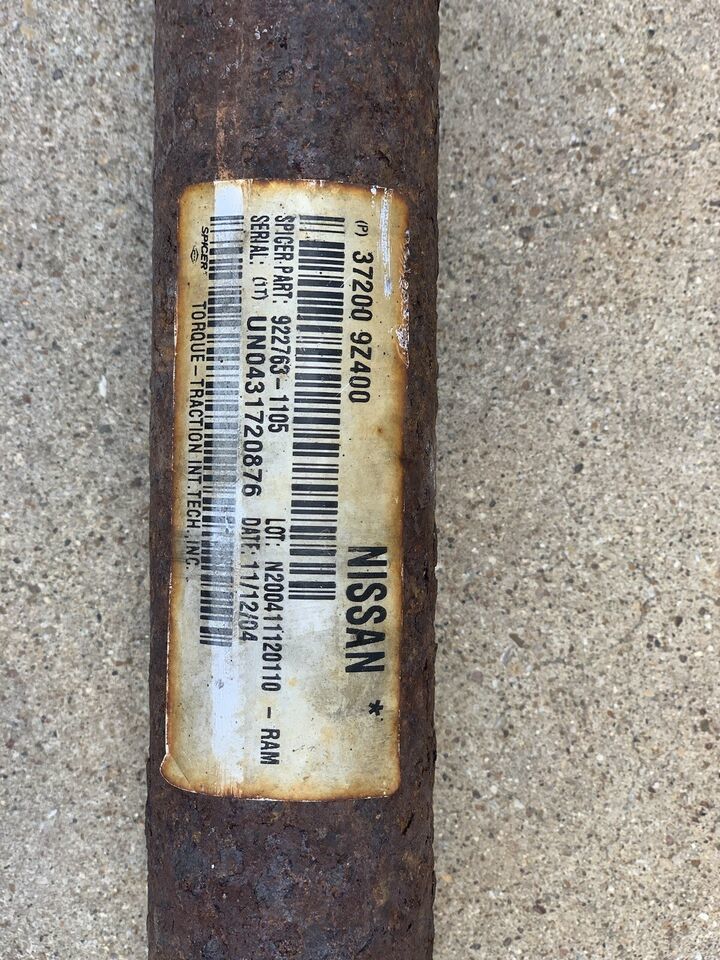 (P) 37200 9Z400 NISSAN *
SPICER PART: 922763-1105 LOT: N200411120110 - RAM
SERIAL: (1T) UN0431720876 DATE: 11/12/04
SPICER TORQUE-TRACTION INT.TECH.,INC.